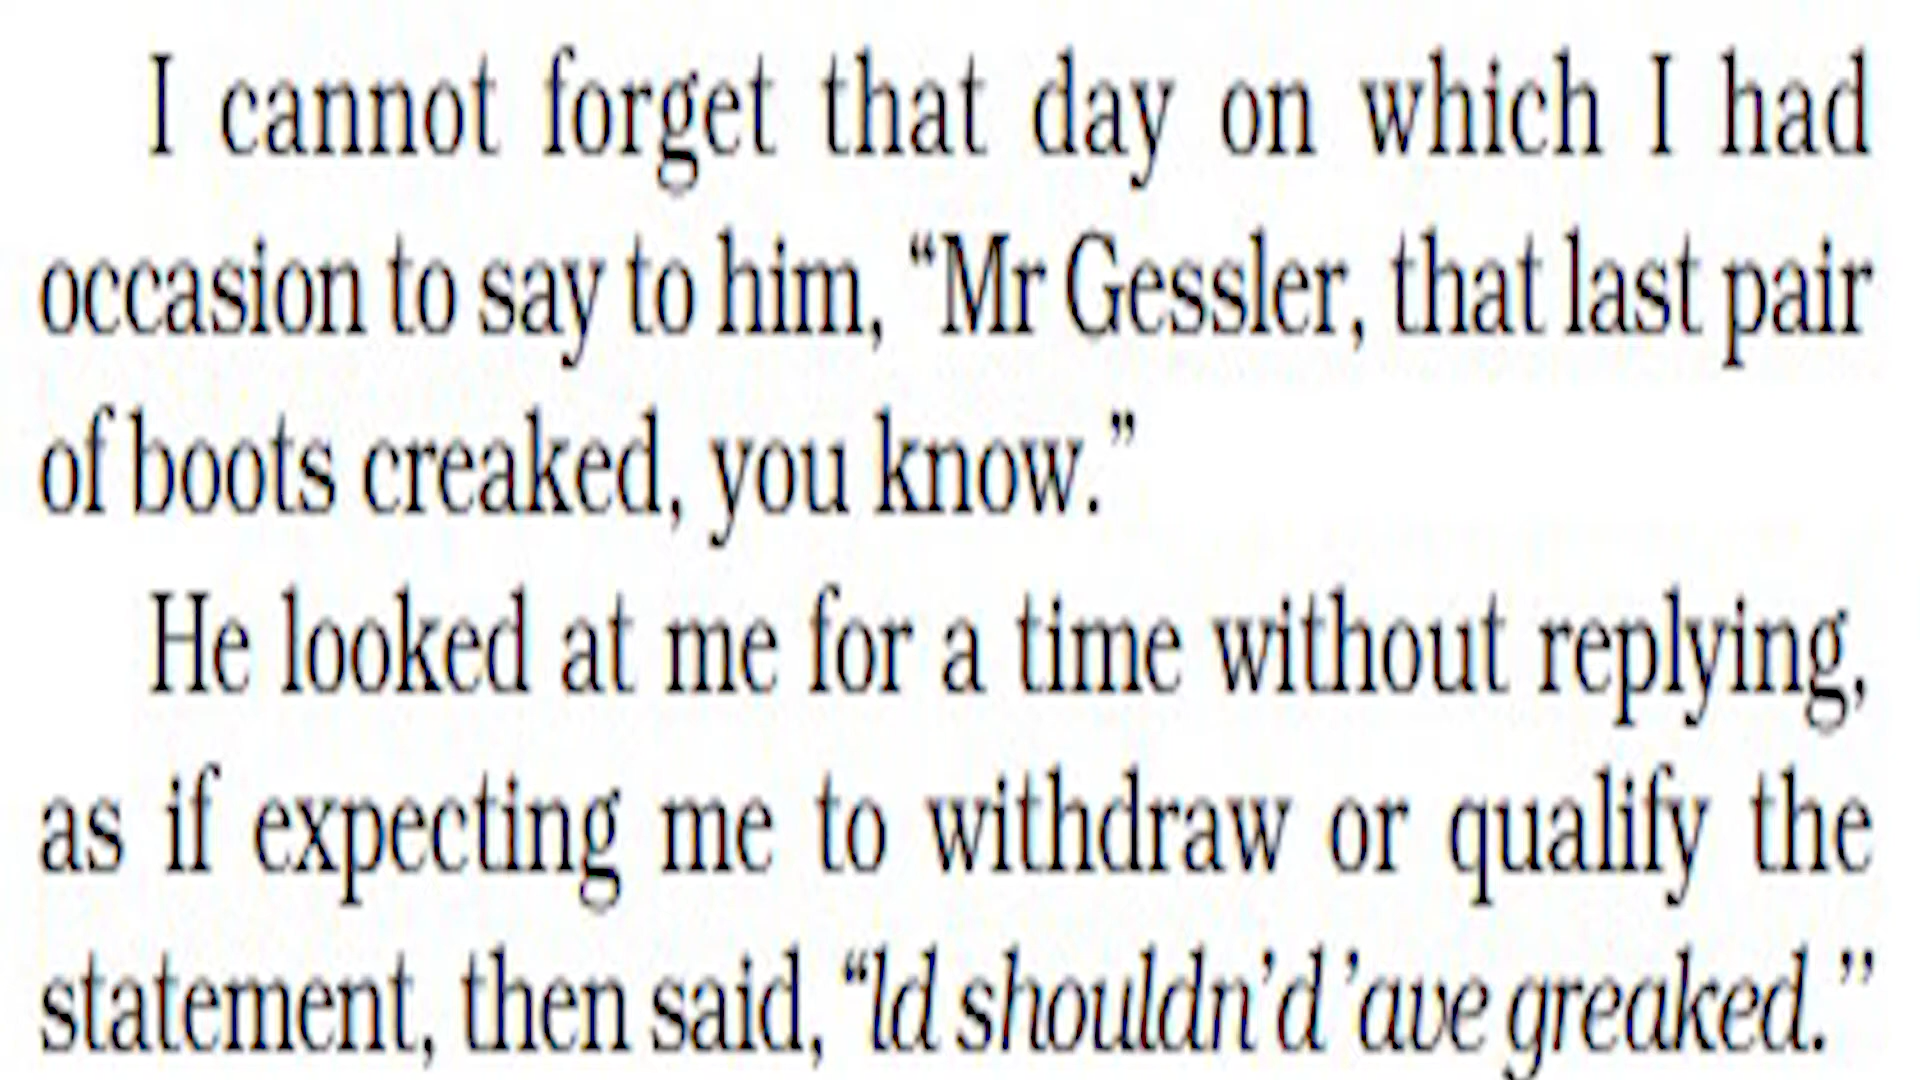 I cannot forget that day on which I had
occasion to say to him, “Mr Gessler, that last pair
of boots creaked, you know.”
He looked at me for a time without replying,
as if expecting me to withdraw or qualify the
statement, then said, “ld shouldn’d ’ave greaked.’’